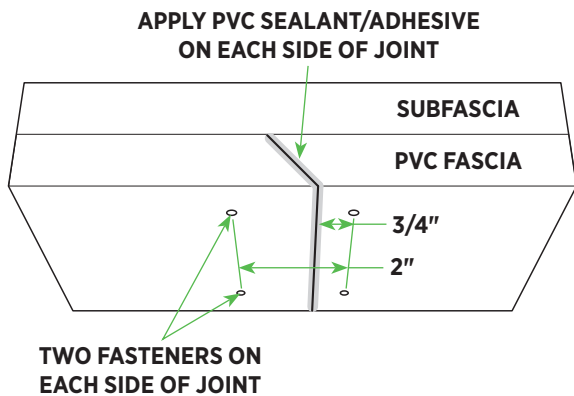 APPLY PVC SEALANT/ADHESIVE
ON EACH SIDE OF JOINT
SUBFASCIA
PVC FASCIA
3/4"
2"
TWO FASTENERS ON
EACH SIDE OF JOINT